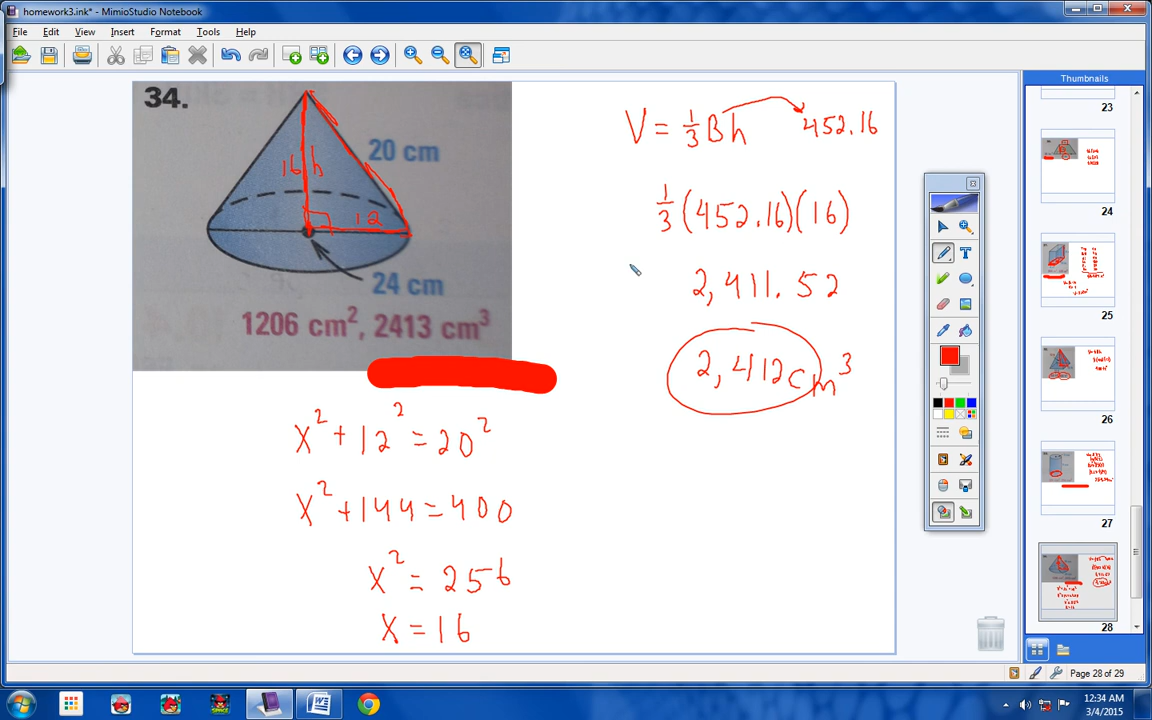 homework3.ink* - MimioStudio Notebook
File Edit View Insert Format Tools Help
34.
20 cm
16 h
12
24 cm
1206 cm², 2413 cm³
x² + 12² = 20²
x² + 144 = 400
x² = 256
x = 16
V = ⅓Bh 452.16
⅓(452.16)(16)
2,411.52
2,412cm³
Thumbnails
23
24
25
26
27
28
Page 28 of 29
12:34 AM
3/4/2015